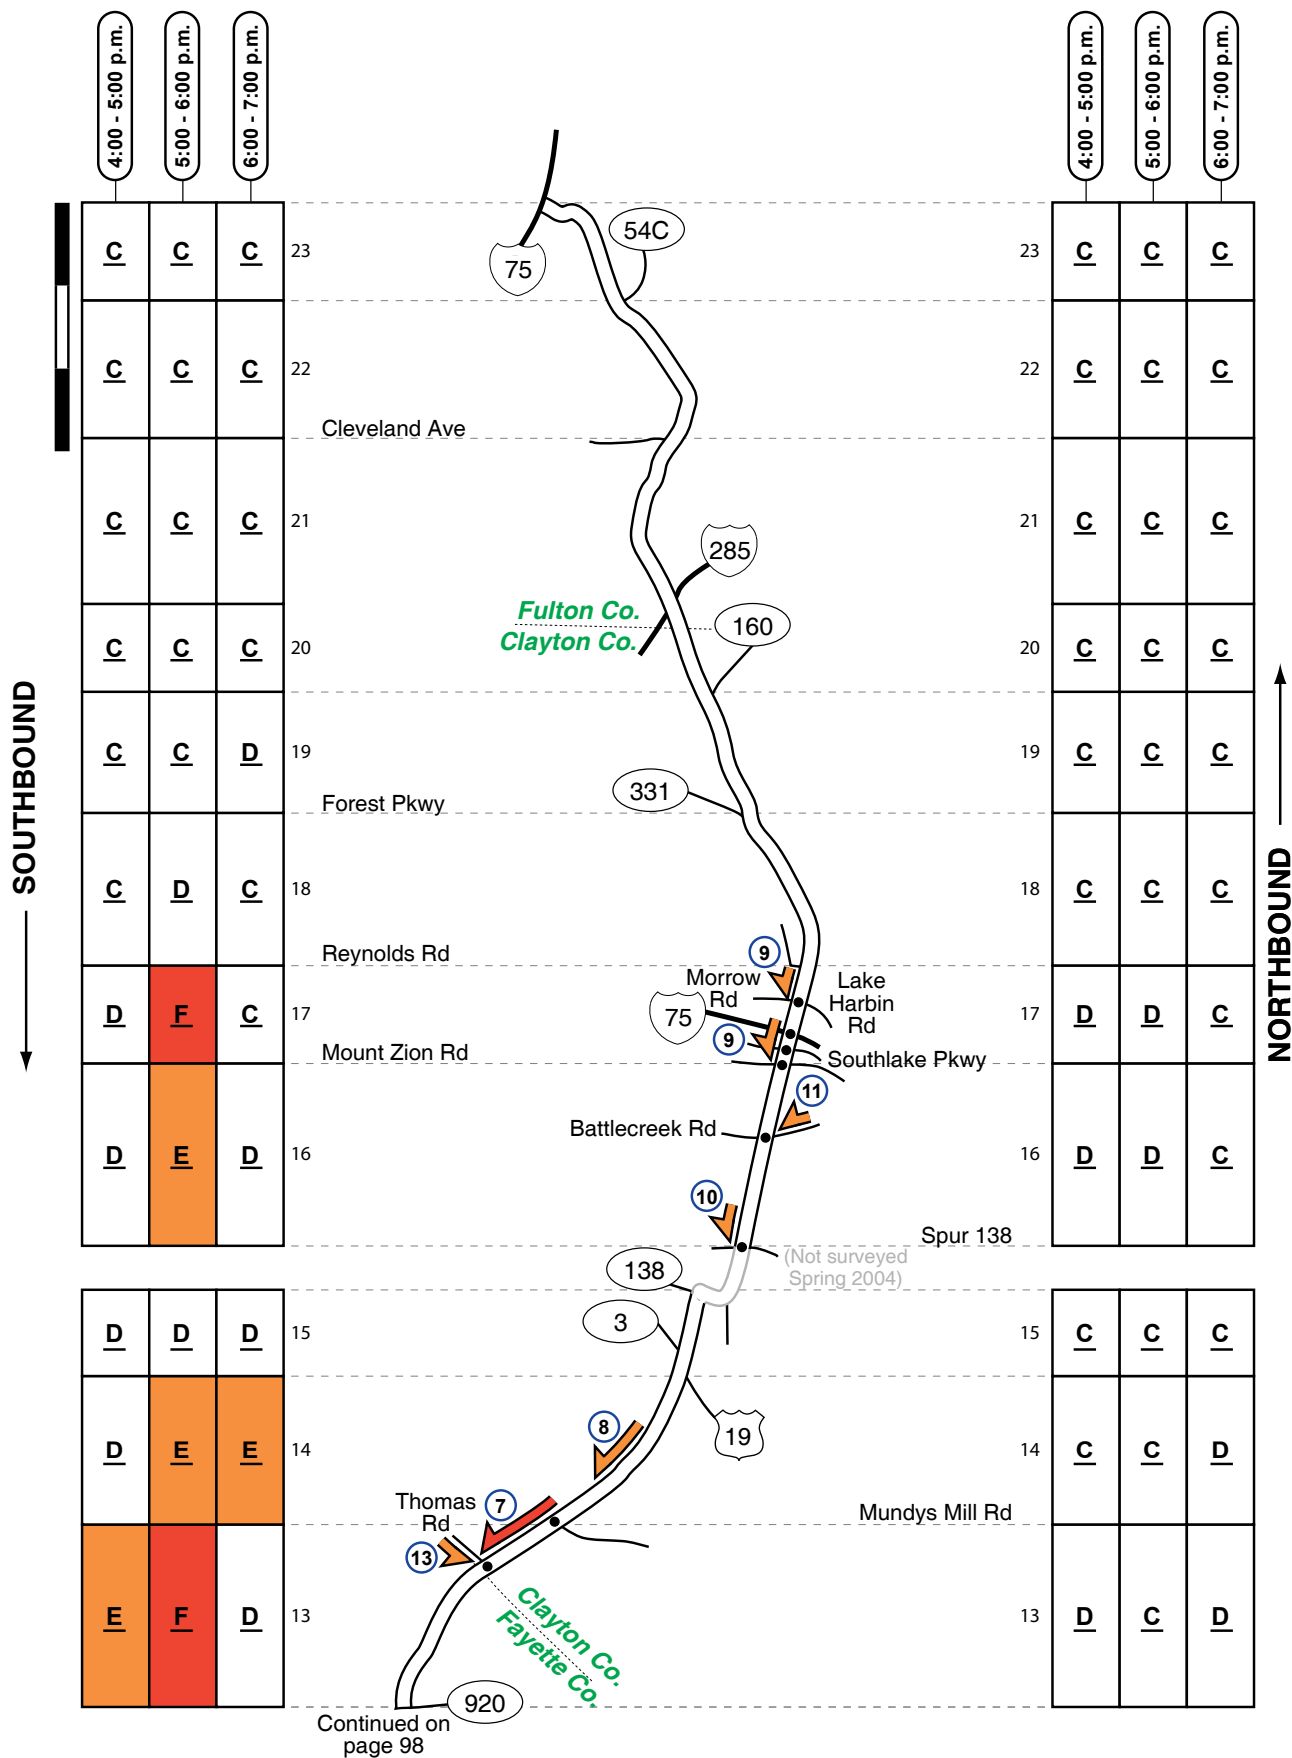 4:00 - 5:00 p.m.
5:00 - 6:00 p.m.
6:00 - 7:00 p.m.
4:00 - 5:00 p.m.
5:00 - 6:00 p.m.
6:00 - 7:00 p.m.
54C
75
C C C 23
23 C C C
C C C 22
22 C C C
Cleveland Ave
C C C 21
21 C C C
285
Fulton Co.
Clayton Co.
160
C C C 20
20 C C C
SOUTHBOUND
NORTHBOUND
C C D 19
19 C C C
331
Forest Pkwy
C D C 18
18 C C C
Reynolds Rd
9
Morrow
Rd
Lake
Harbin
Rd
75
D F C 17
17 D D C
9
Mount Zion Rd
Southlake Pkwy
11
Battlecreek Rd
D E D 16
16 D D C
10
Spur 138
(Not surveyed
Spring 2004)
138
3
D D D 15
15 C C C
19
8
D E E 14
14 C C D
Thomas
Rd
7
Mundys Mill Rd
13
Clayton Co.
Fayette Co.
E F D 13
13 D C D
920
Continued on
page 98